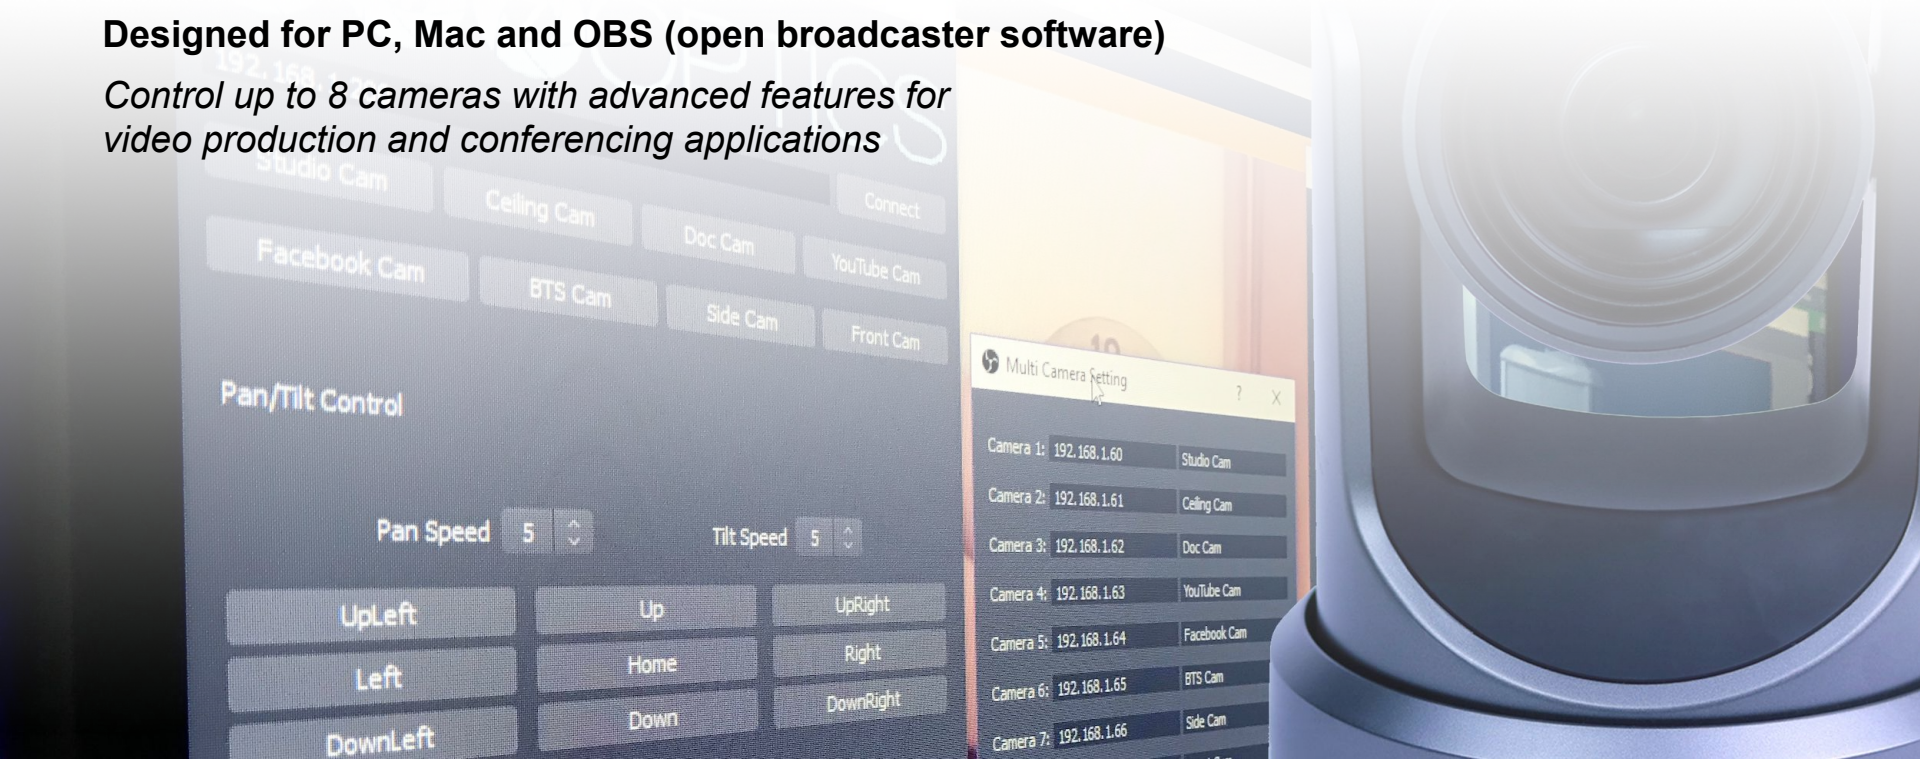 Designed for PC, Mac and OBS (open broadcaster software)
Control up to 8 cameras with advanced features for
video production and conferencing applications
192.168.1
OPTICS
Studio Cam
Ceiling Cam
Doc Cam
Connect
Facebook Cam
BTS Cam
Side Cam
YouTube Cam
Front Cam
Pan/Tilt Control
Pan Speed 5
Tilt Speed 5
UpLeft Up UpRight
Left Home Right
DownLeft Down DownRight
19
Multi Camera Setting ? X
Camera 1: 192.168.1.60 Studio Cam
Camera 2: 192.168.1.61 Ceiling Cam
Camera 3: 192.168.1.62 Doc Cam
Camera 4: 192.168.1.63 YouTube Cam
Camera 5: 192.168.1.64 Facebook Cam
Camera 6: 192.168.1.65 BTS Cam
Camera 7: 192.168.1.66 Side Cam